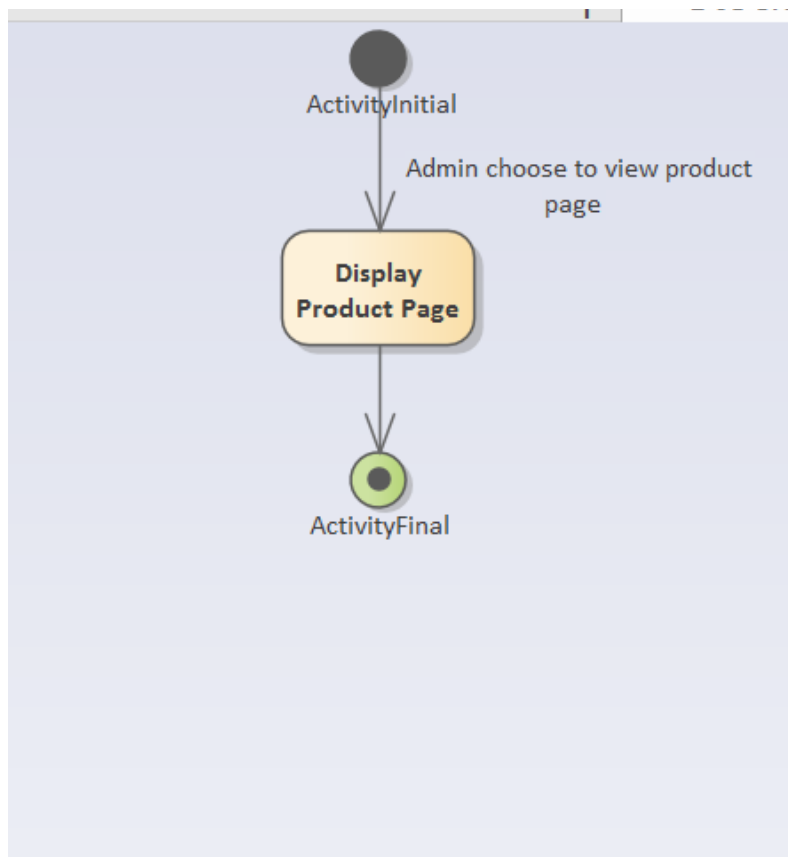 ActivityInitial
Admin choose to view product
page
Display
Product Page
ActivityFinal